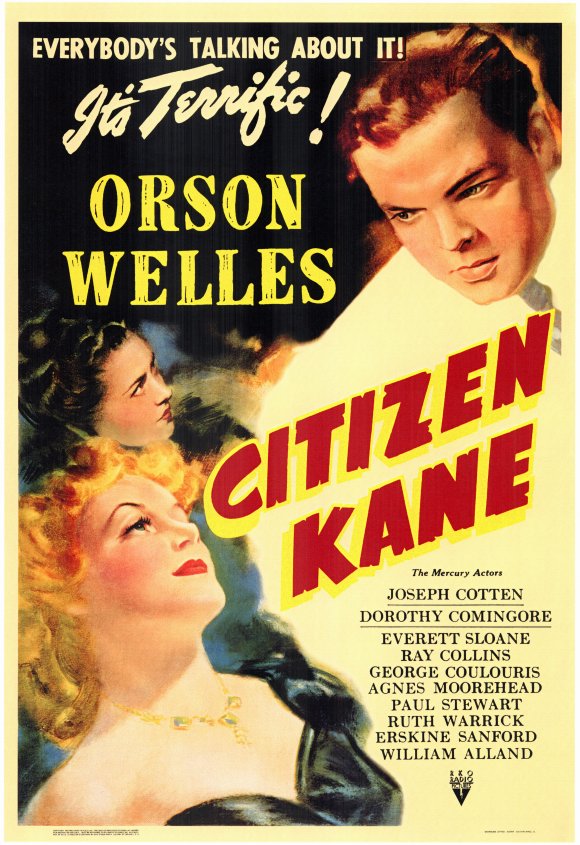 EVERYBODY'S TALKING ABOUT IT!
It's Terrific!
ORSON
WELLES
CITIZEN
KANE
The Mercury Actors
JOSEPH COTTEN
DOROTHY COMINGORE
EVERETT SLOANE
RAY COLLINS
GEORGE COULOURIS
AGNES MOOREHEAD
PAUL STEWART
RUTH WARRICK
ERSKINE SANFORD
WILLIAM ALLAND
RKO
RADIO
PICTURES